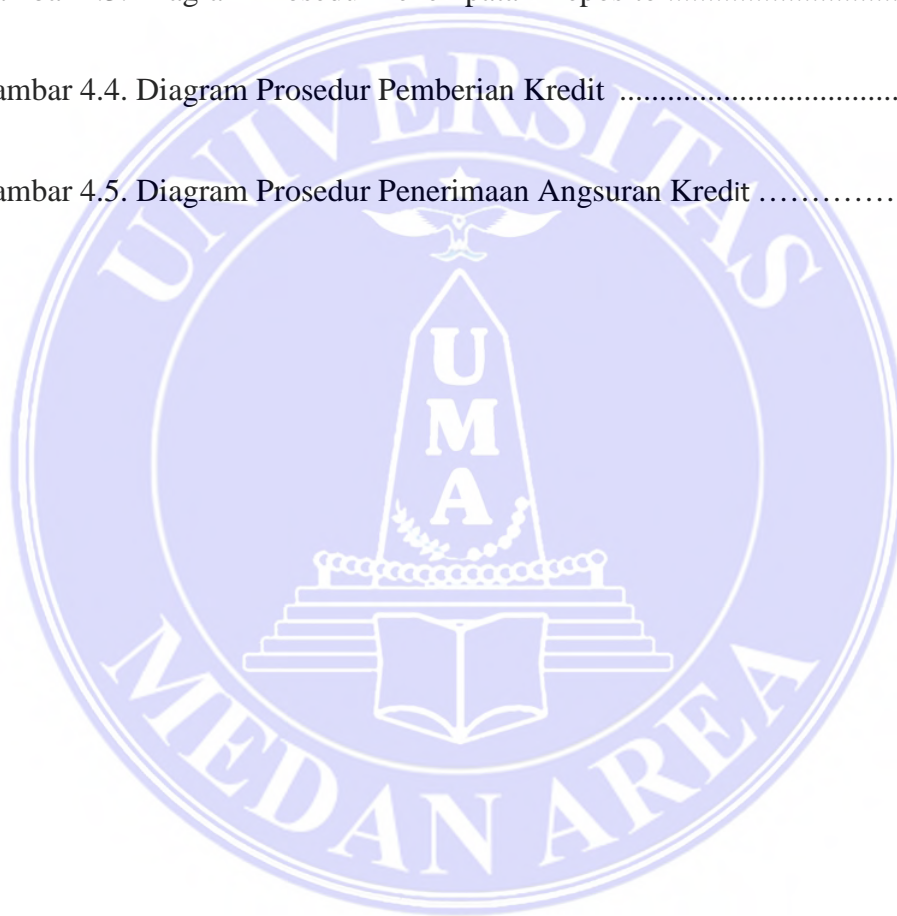 ambar 4.4. Diagram Prosedur Pemberian Kredit ...............................
ambar 4.5. Diagram Prosedur Penerimaan Angsuran Kredit ……………
UNIVERSITAS
U
M
A
MEDAN AREA